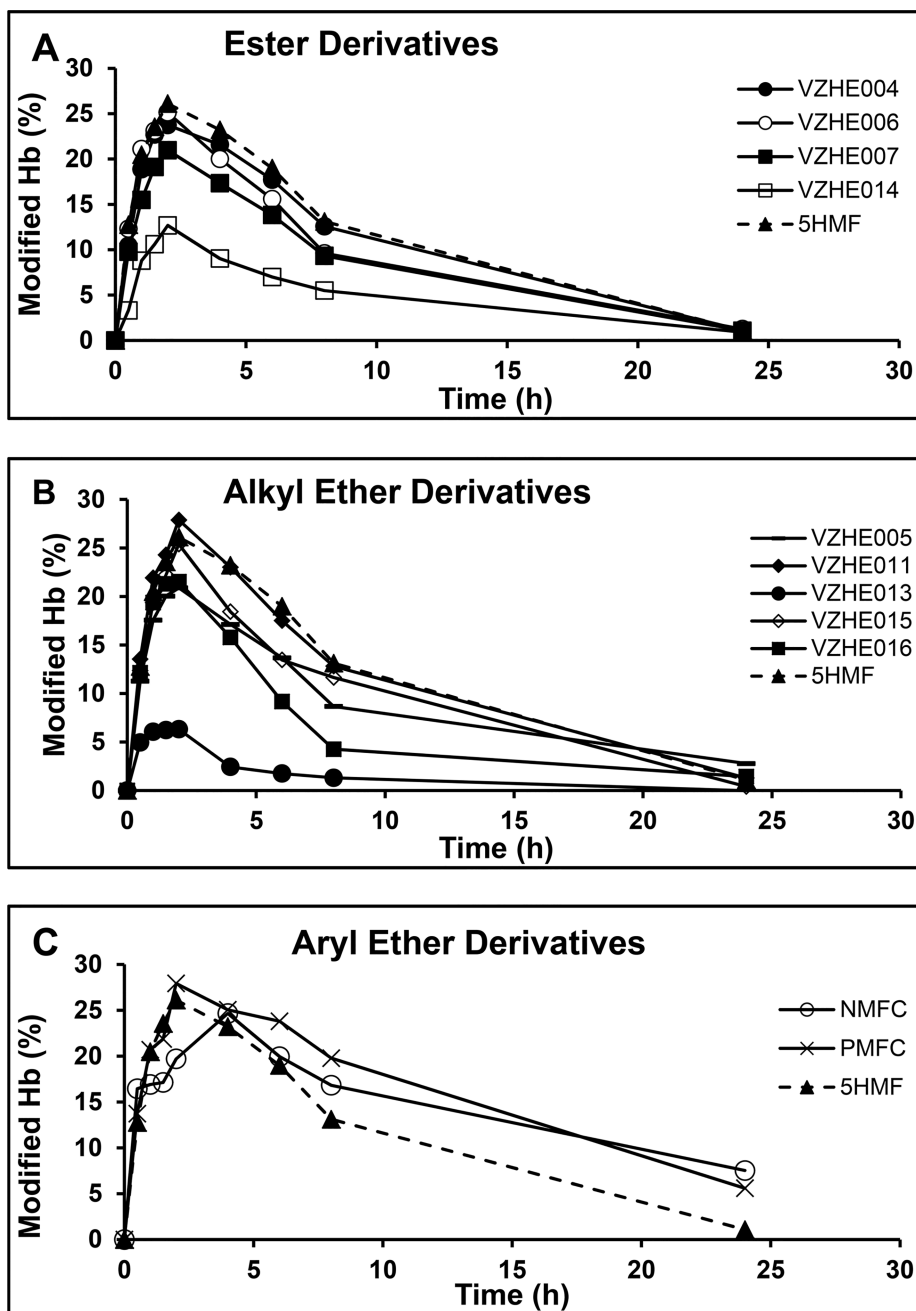 A
Ester Derivatives
Modified Hb (%)
30
25
20
15
10
5
0
0 5 10 15 20 25 30
Time (h)
VZHE004
VZHE006
VZHE007
VZHE014
5HMF
B
Alkyl Ether Derivatives
Modified Hb (%)
30
25
20
15
10
5
0
0 5 10 15 20 25 30
Time (h)
VZHE005
VZHE011
VZHE013
VZHE015
VZHE016
5HMF
C
Aryl Ether Derivatives
Modified Hb (%)
30
25
20
15
10
5
0
0 5 10 15 20 25 30
Time (h)
NMFC
PMFC
5HMF